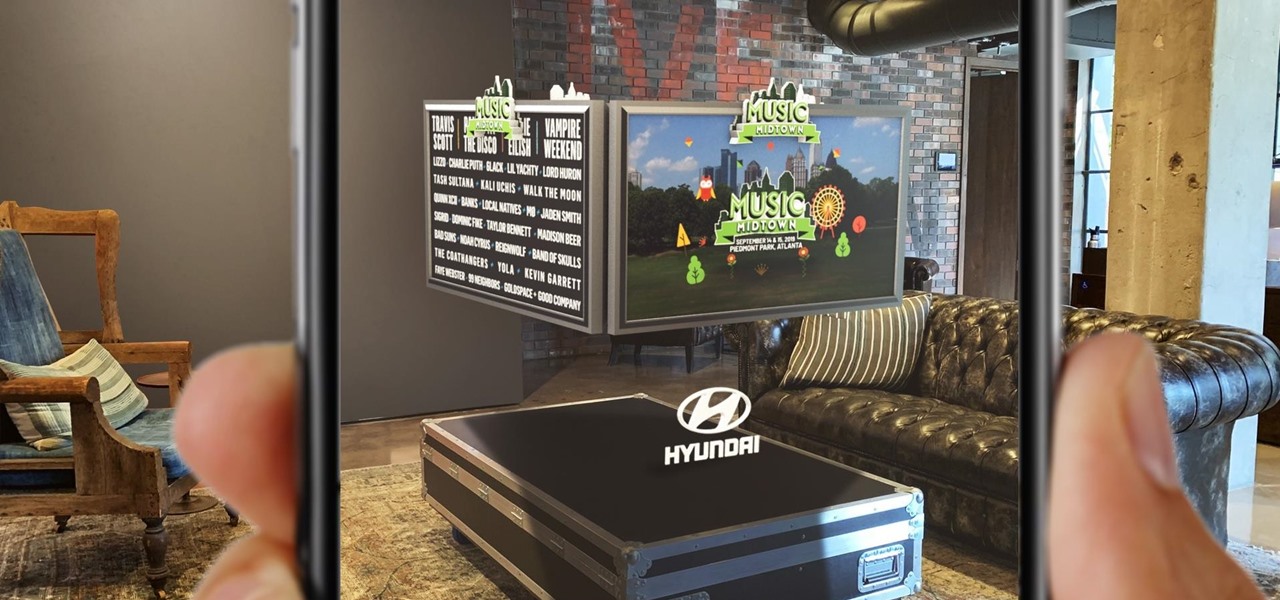 MUSIC
MIDTOWN
TRAVIS SCOTT THE DISCO EILISH VAMPIRE WEEKEND
LIZZO · CHARLIE PUTH · 6LACK · LIL YACHTY · LORD HURON
TASH SULTANA · KALI UCHIS · WALK THE MOON
QUINN XCII · BANKS · LOCAL NATIVES · MØ · JADEN SMITH
SIGRID · DOMINIC FIKE · TAYLOR BENNETT · MADISON BEER
BAD SUNS · NOAH CYRUS · REIGNWOLF · BAND OF SKULLS
THE COATHANGERS · YOLA · KEVIN GARRETT
FAYE WEBSTER · 99 NEIGHBORS · GOLDSPACE · GOOD COMPANY
MUSIC
MIDTOWN
MUSIC
MIDTOWN
SEPTEMBER 14 & 15, 2019
PIEDMONT PARK, ATLANTA
HYUNDAI